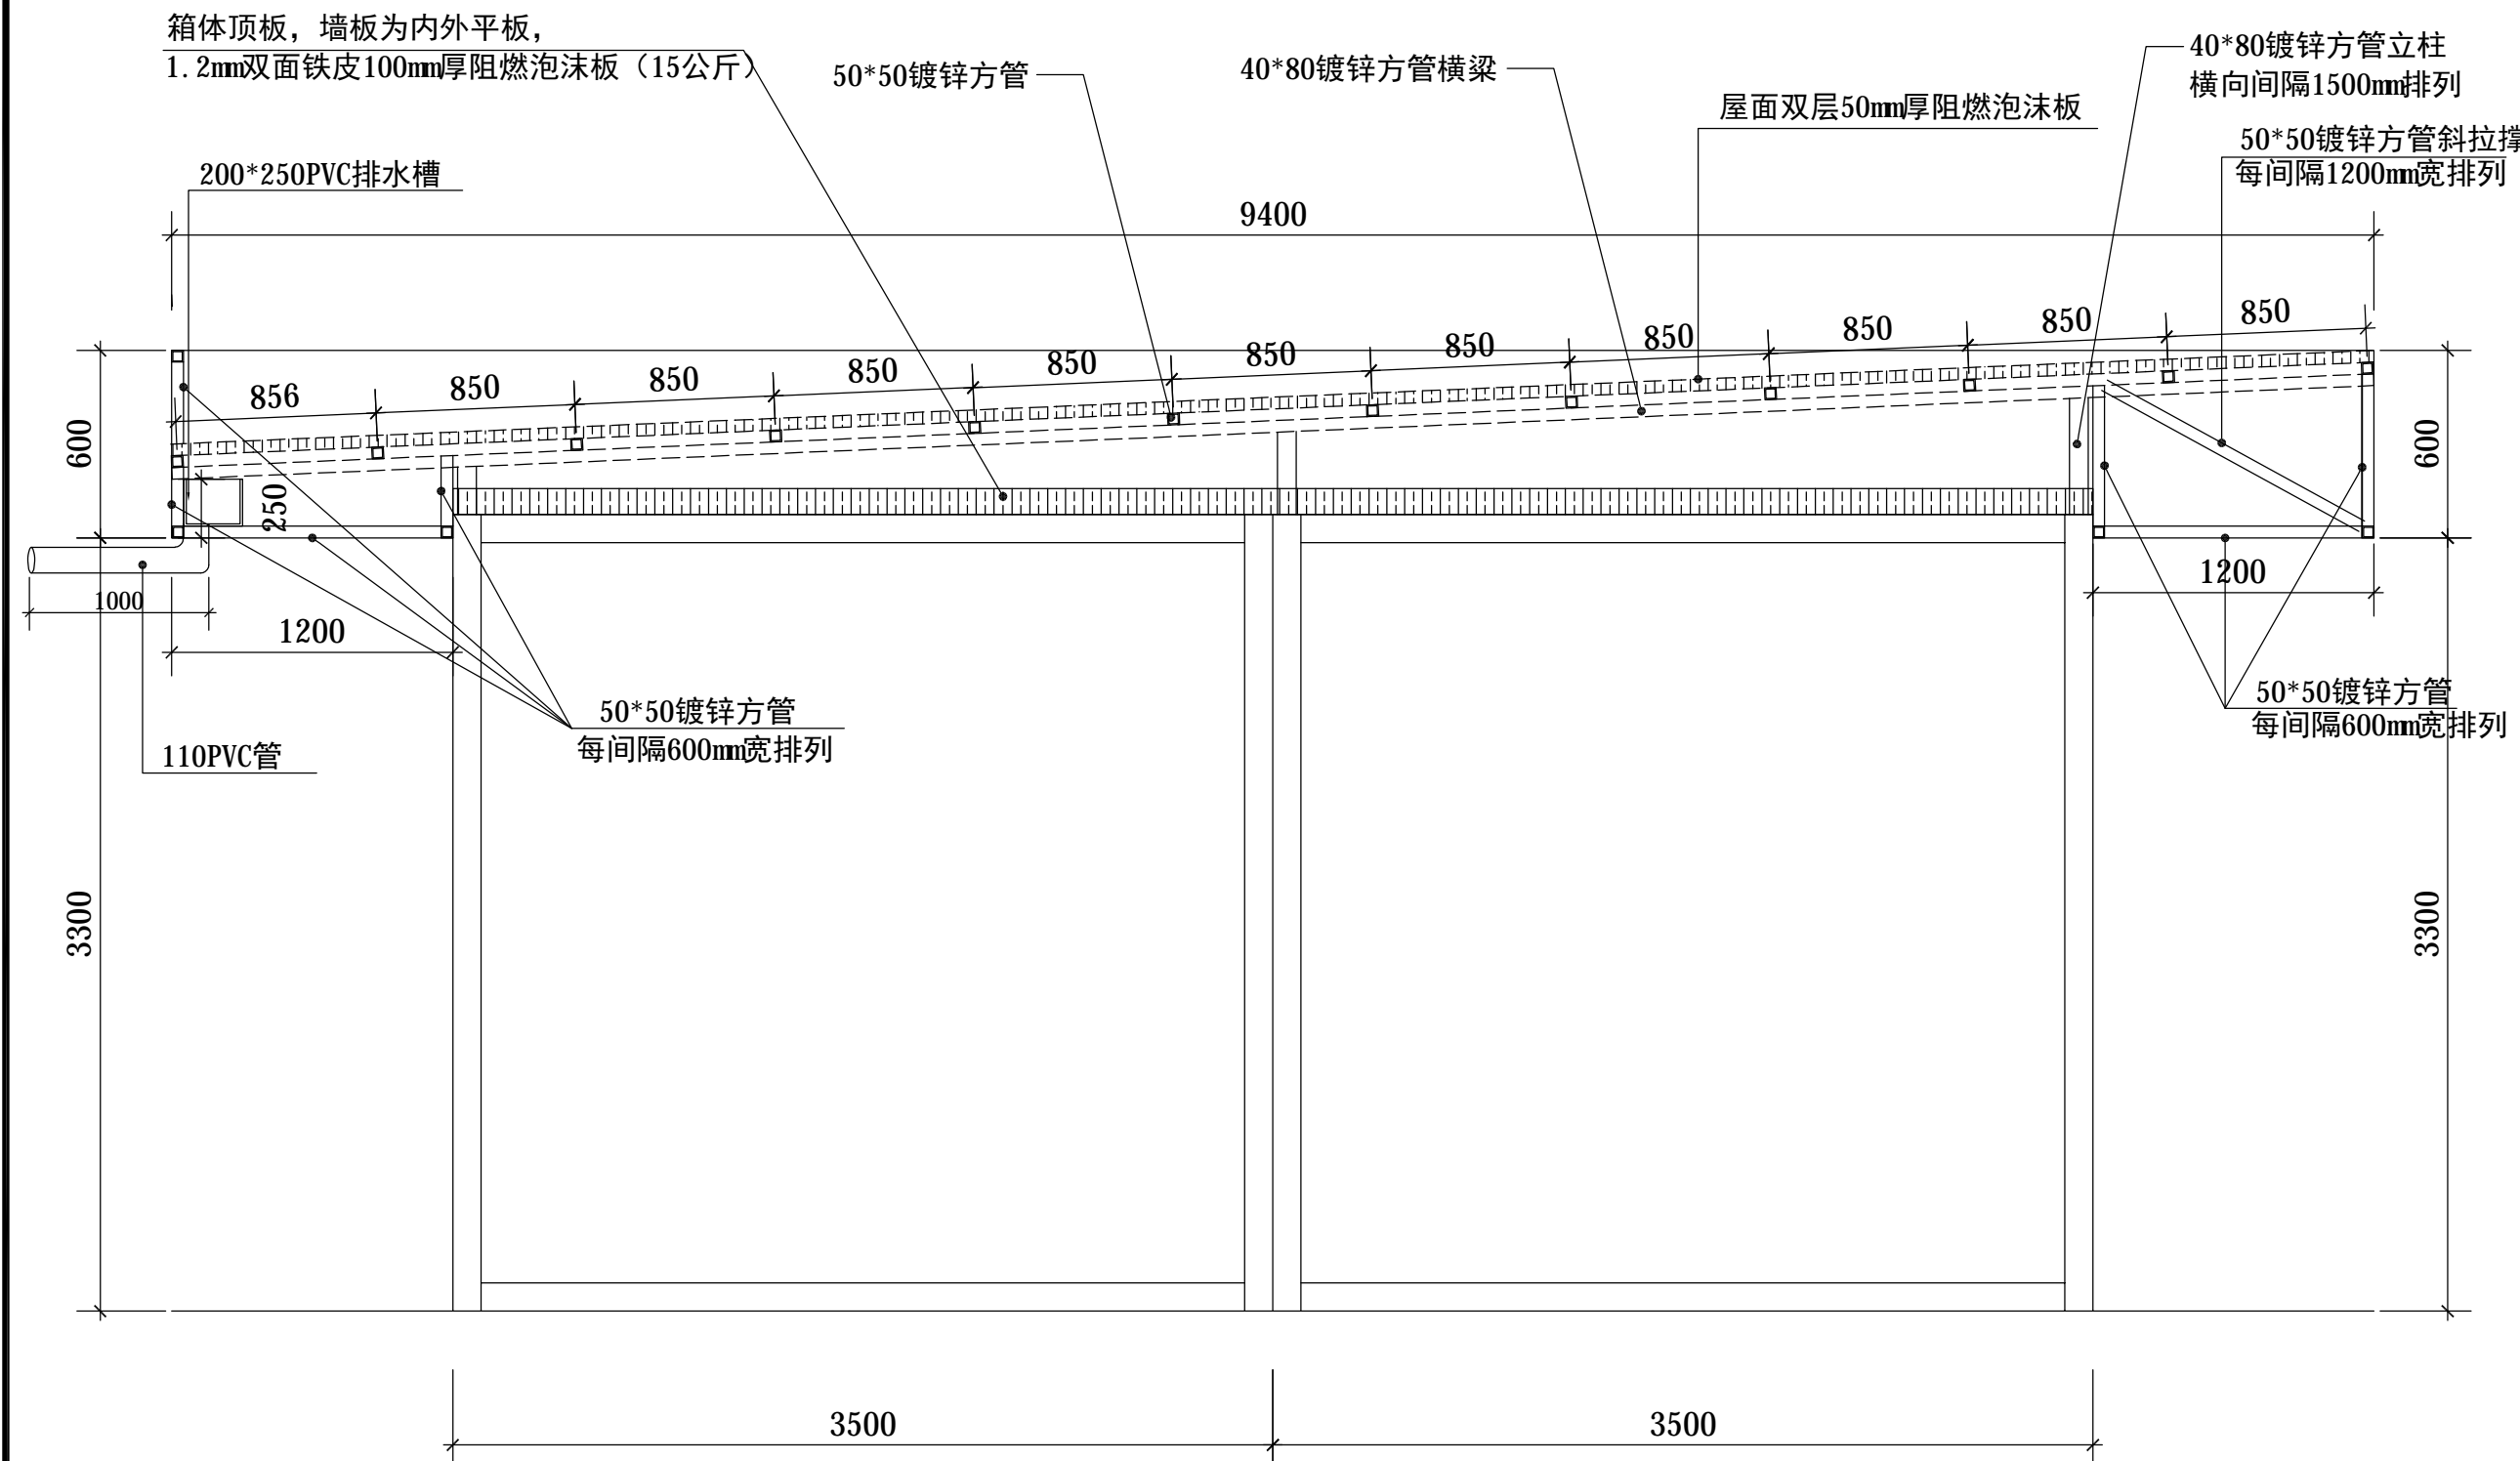 箱体顶板，墙板为内外平板，
1.2mm双面铁皮100mm厚阻燃泡沫板（15公斤）
50*50镀锌方管
40*80镀锌方管横梁
屋面双层50mm厚阻燃泡沫板
40*80镀锌方管立柱
横向间隔1500mm排列
50*50镀锌方管斜拉撑
每间隔1200mm宽排列
200*250PVC排水槽
9400
856
850
850
850
850
850
850
850
850
850
850
600
250
600
1000
1200
1200
50*50镀锌方管
每间隔600mm宽排列
50*50镀锌方管
每间隔600mm宽排列
110PVC管
3300
3300
3500
3500